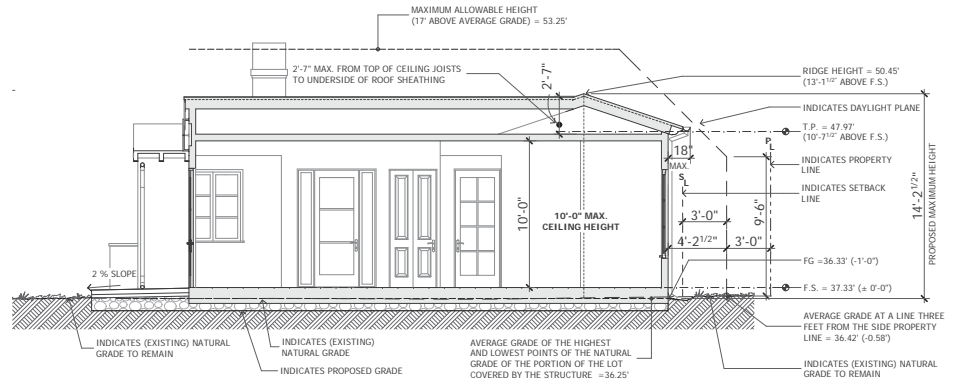 MAXIMUM ALLOWABLE HEIGHT
(17' ABOVE AVERAGE GRADE) = 53.25'
2'-7" MAX. FROM TOP OF CEILING JOISTS
TO UNDERSIDE OF ROOF SHEATHING
2'-7"
RIDGE HEIGHT = 50.45'
(13'-1 1/2" ABOVE F.S.)
INDICATES DAYLIGHT PLANE
T.P. = 47.97'
(10'-7 1/2" ABOVE F.S.)
PL
INDICATES PROPERTY
LINE
18"
MAX.
SL
INDICATES SETBACK
LINE
10'-0"
10'-0" MAX.
CEILING HEIGHT
3'-0"
9'-6"
4'-2 1/2"
3'-0"
14'-2 1/2"
PROPOSED MAXIMUM HEIGHT
2 % SLOPE
FG =36.33' (-1'-0")
F.S. = 37.33' (± 0'-0")
AVERAGE GRADE AT A LINE THREE
FEET FROM THE SIDE PROPERTY
LINE = 36.42' (-0.58')
INDICATES (EXISTING) NATURAL
GRADE TO REMAIN
INDICATES (EXISTING)
NATURAL GRADE
INDICATES PROPOSED GRADE
AVERAGE GRADE OF THE HIGHEST
AND LOWEST POINTS OF THE NATURAL
GRADE OF THE PORTION OF THE LOT
COVERED BY THE STRUCTURE =36.25'
INDICATES (EXISTING) NATURAL
GRADE TO REMAIN